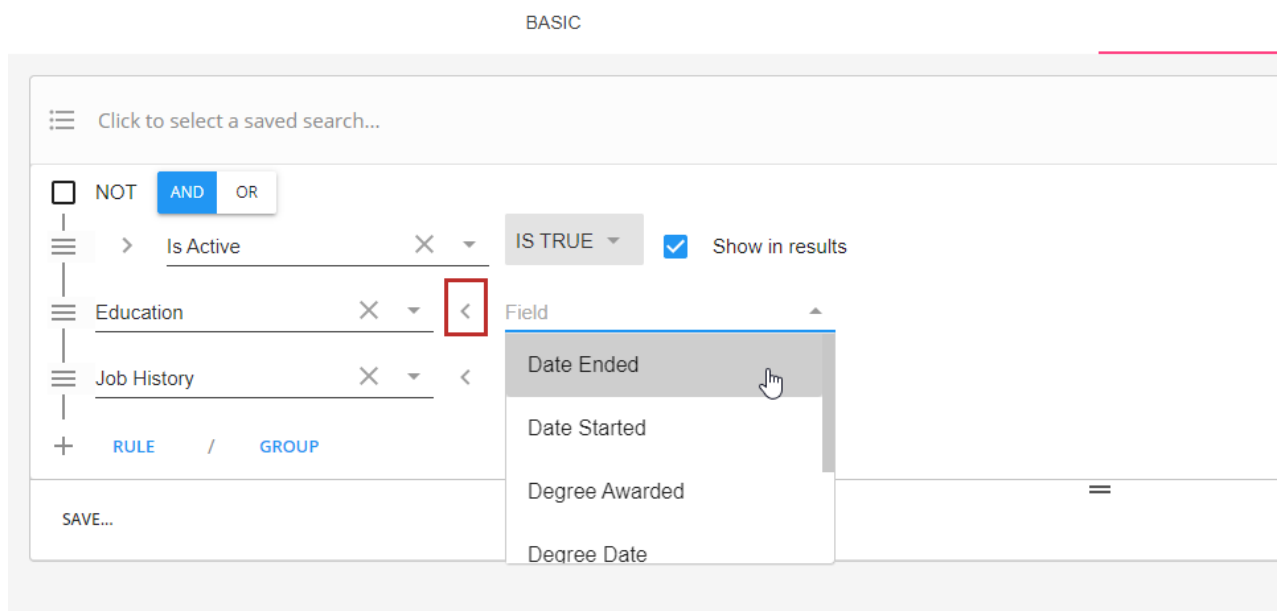 BASIC
Click to select a saved search...
NOT AND OR
Is Active IS TRUE Show in results
Education Field
Date Ended
Job History
Date Started
RULE / GROUP
Degree Awarded
SAVE...
Degree Date